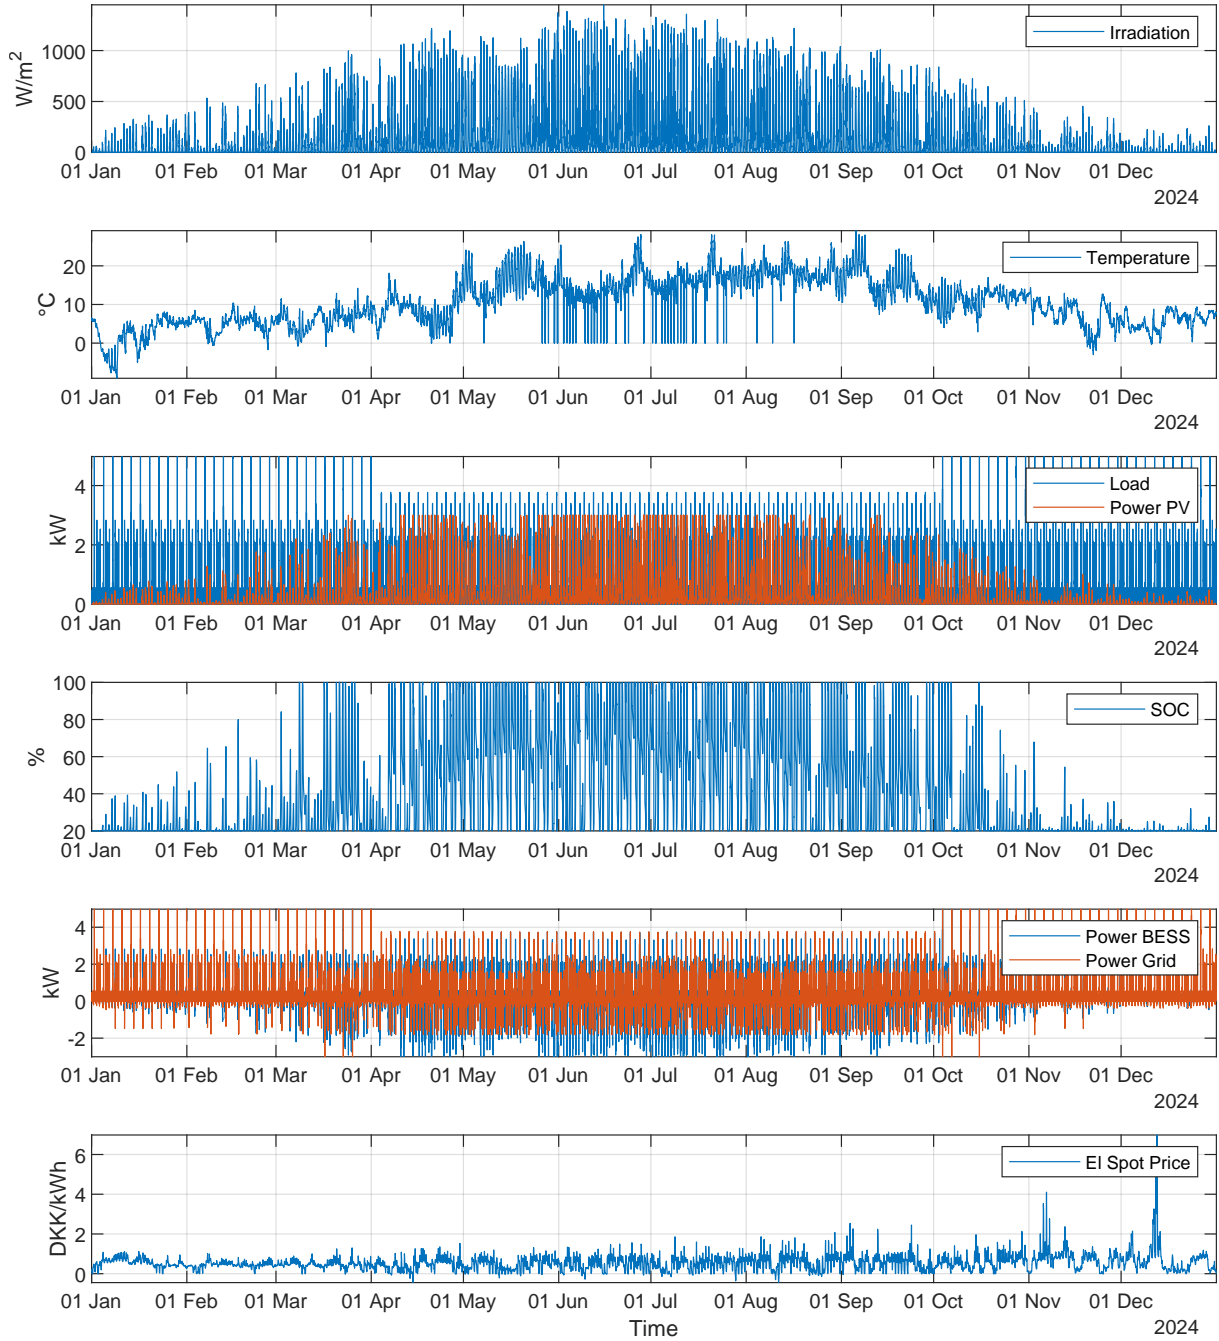 1000
500
0
W/m²
Irradiation
01 Jan 01 Feb 01 Mar 01 Apr 01 May 01 Jun 01 Jul 01 Aug 01 Sep 01 Oct 01 Nov 01 Dec
2024
20
10
0
°C
Temperature
01 Jan 01 Feb 01 Mar 01 Apr 01 May 01 Jun 01 Jul 01 Aug 01 Sep 01 Oct 01 Nov 01 Dec
2024
4
2
0
kW
Load
Power PV
01 Jan 01 Feb 01 Mar 01 Apr 01 May 01 Jun 01 Jul 01 Aug 01 Sep 01 Oct 01 Nov 01 Dec
2024
100
80
60
40
20
%
SOC
01 Jan 01 Feb 01 Mar 01 Apr 01 May 01 Jun 01 Jul 01 Aug 01 Sep 01 Oct 01 Nov 01 Dec
2024
4
2
0
-2
kW
Power BESS
Power Grid
01 Jan 01 Feb 01 Mar 01 Apr 01 May 01 Jun 01 Jul 01 Aug 01 Sep 01 Oct 01 Nov 01 Dec
2024
6
4
2
0
DKK/kWh
El Spot Price
01 Jan 01 Feb 01 Mar 01 Apr 01 May 01 Jun 01 Jul 01 Aug 01 Sep 01 Oct 01 Nov 01 Dec
Time
2024